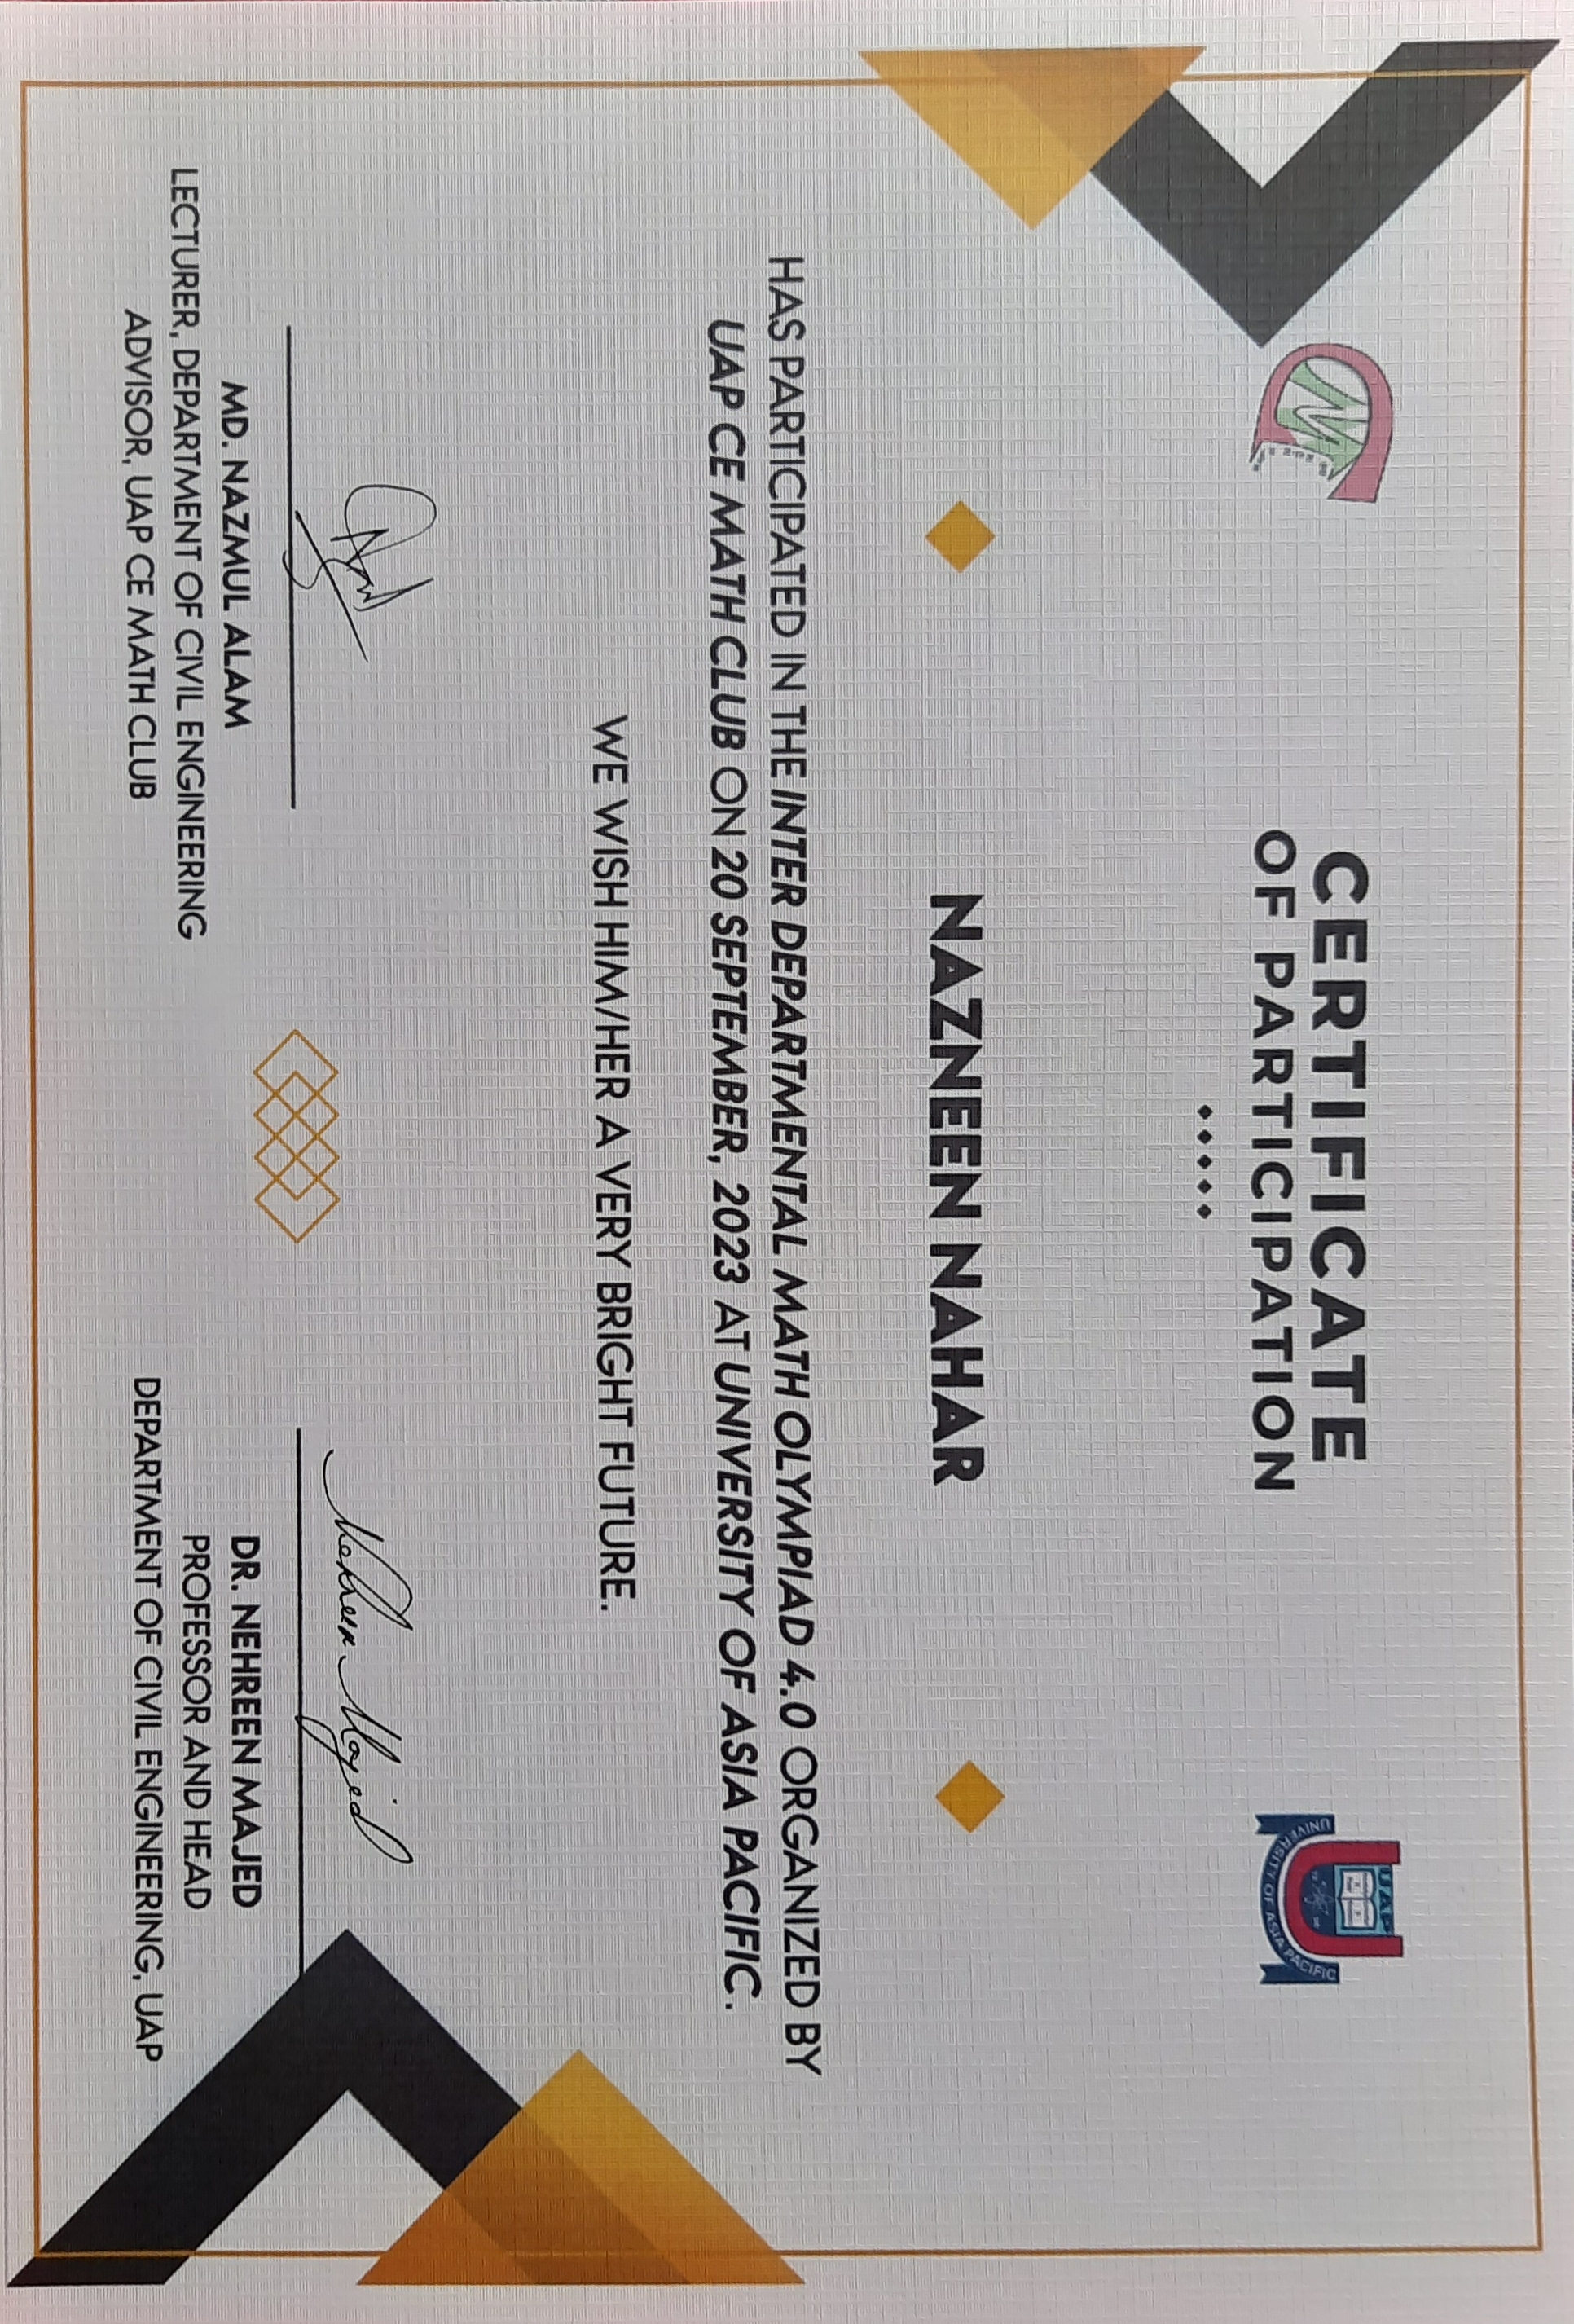 CERTIFICATE
OF PARTICIPATION
UAP
UNIVERSITY OF ASIA PACIFIC
NAZNEEN NAHAR
HAS PARTICIPATED IN THE INTER DEPARTMENTAL MATH OLYMPIAD 4.0 ORGANIZED BY
UAP CE MATH CLUB ON 20 SEPTEMBER, 2023 AT UNIVERSITY OF ASIA PACIFIC.
WE WISH HIM/HER A VERY BRIGHT FUTURE.
Nehreen Majed
MD. NAZMUL ALAM
LECTURER, DEPARTMENT OF CIVIL ENGINEERING
ADVISOR, UAP CE MATH CLUB
DR. NEHREEN MAJED
PROFESSOR AND HEAD
DEPARTMENT OF CIVIL ENGINEERING, UAP